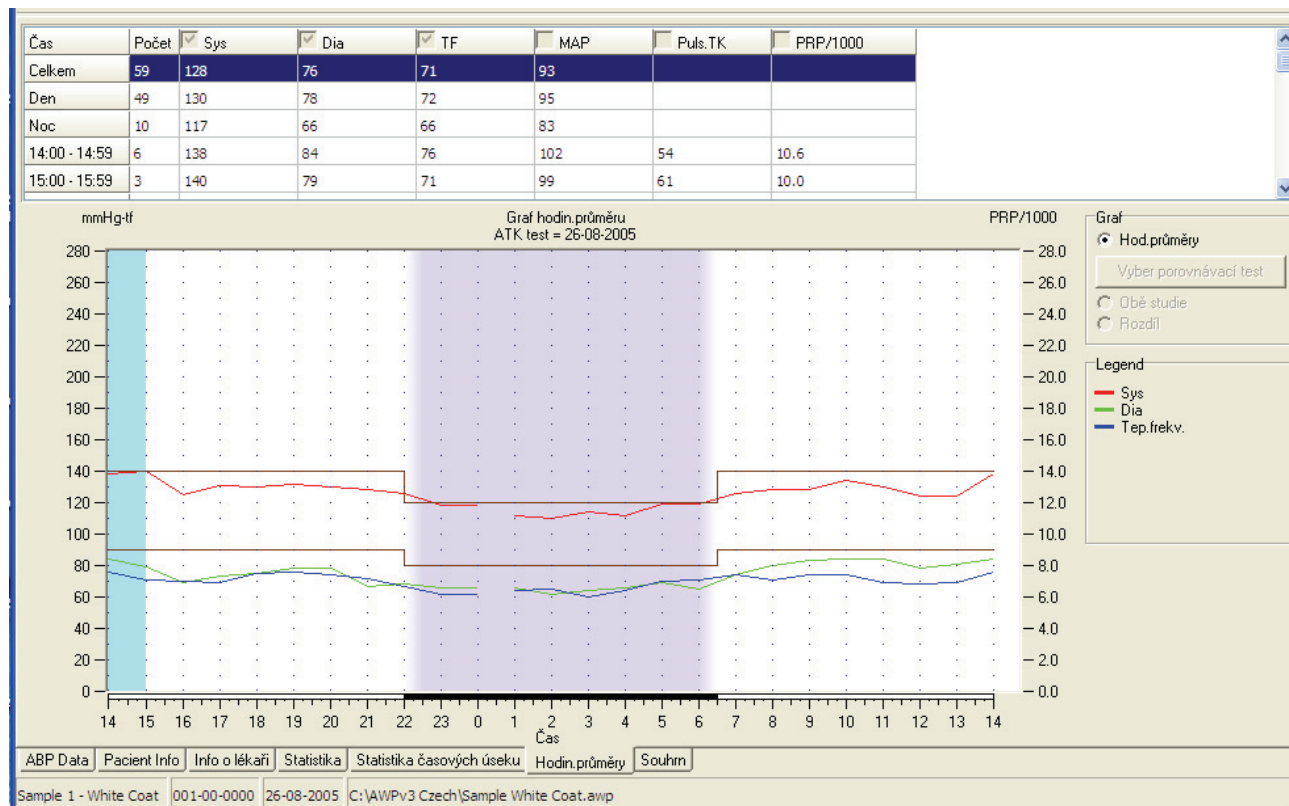 Čas Počet Sys Dia TF MAP Puls.TK PRP/1000
Celkem 59 128 76 71 93
Den 49 130 78 72 95
Noc 10 117 66 66 83
14:00 - 14:59 6 138 84 76 102 54 10.6
15:00 - 15:59 3 140 79 71 99 61 10.0
mmHg-tf Graf hodin.průměru PRP/1000
ATK test = 26-08-2005
280 28.0
260 26.0
240 24.0
220 22.0
200 20.0
180 18.0
160 16.0
140 14.0
120 12.0
100 10.0
80 8.0
60 6.0
40 4.0
20 2.0
0 0.0
14 15 16 17 18 19 20 21 22 23 0 1 2 3 4 5 6 7 8 9 10 11 12 13 14
Čas
Graf
Hod.průměry
Vyber porovnávací test
Obě studie
Rozdíl
Legend
Sys
Dia
Tep.frekv.
ABP Data Pacient Info Info o lékaři Statistika Statistika časových úseku Hodin.průměry Souhrn
Sample 1 - White Coat 001-00-0000 26-08-2005 C:\AWPv3 Czech\Sample White Coat.awp